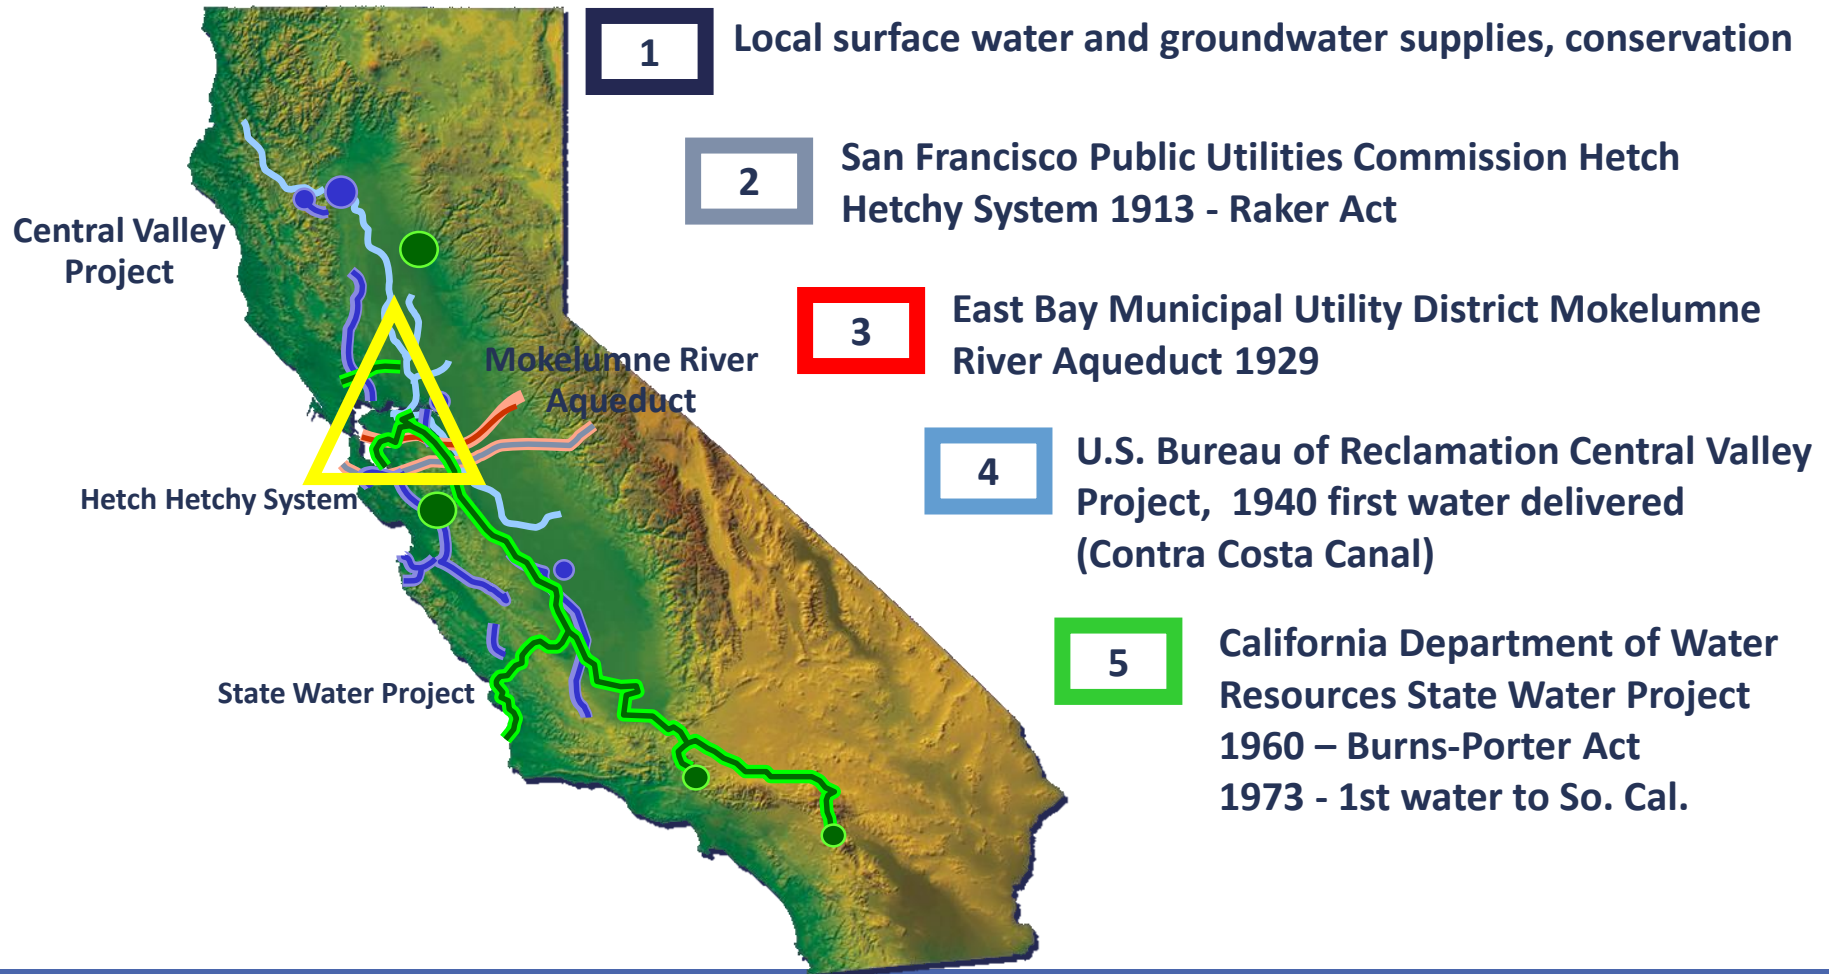 1
Local surface water and groundwater supplies, conservation
2
San Francisco Public Utilities Commission Hetch
Hetchy System 1913 - Raker Act
Central Valley
Project
3
East Bay Municipal Utility District Mokelumne
River Aqueduct 1929
Mokelumne River
Aqueduct
4
U.S. Bureau of Reclamation Central Valley
Project,  1940 first water delivered
(Contra Costa Canal)
Hetch Hetchy System
5
California Department of Water
Resources State Water Project
1960 – Burns-Porter Act
1973 - 1st water to So. Cal.
State Water Project